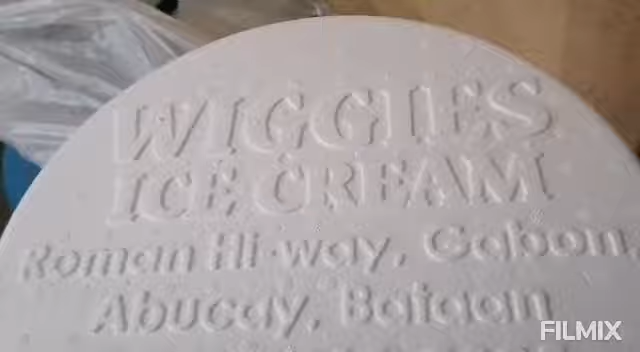 WIGGIES
ICE CREAM
Roman Hi-way, Gabon,
Abucay, Bataan
FILMIX